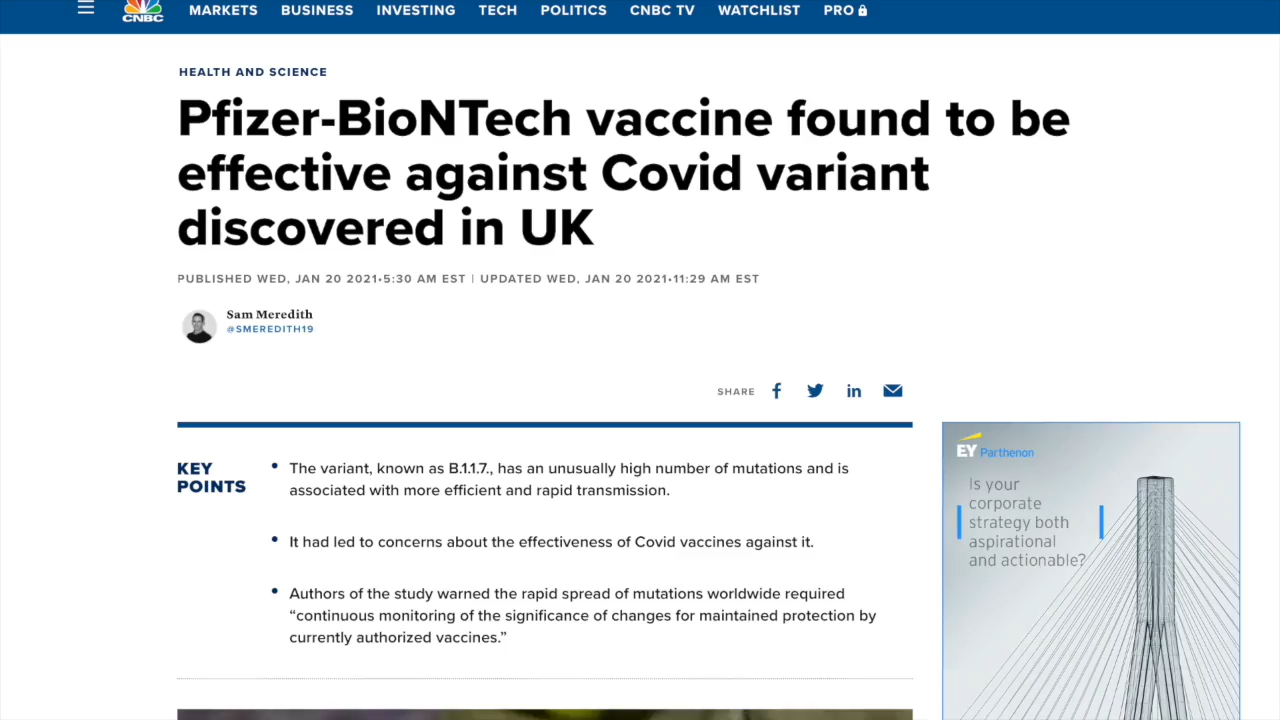 CNBC
MARKETS BUSINESS INVESTING TECH POLITICS CNBC TV WATCHLIST PRO
HEALTH AND SCIENCE
Pfizer-BioNTech vaccine found to be
effective against Covid variant
discovered in UK
PUBLISHED WED, JAN 20 2021•5:30 AM EST | UPDATED WED, JAN 20 2021•11:29 AM EST
Sam Meredith
@SMEREDITH19
SHARE
KEY
POINTS
• The variant, known as B.1.1.7., has an unusually high number of mutations and is
associated with more efficient and rapid transmission.
• It had led to concerns about the effectiveness of Covid vaccines against it.
• Authors of the study warned the rapid spread of mutations worldwide required
“continuous monitoring of the significance of changes for maintained protection by
currently authorized vaccines.”
EY Parthenon
Is your
corporate
strategy both
aspirational
and actionable?